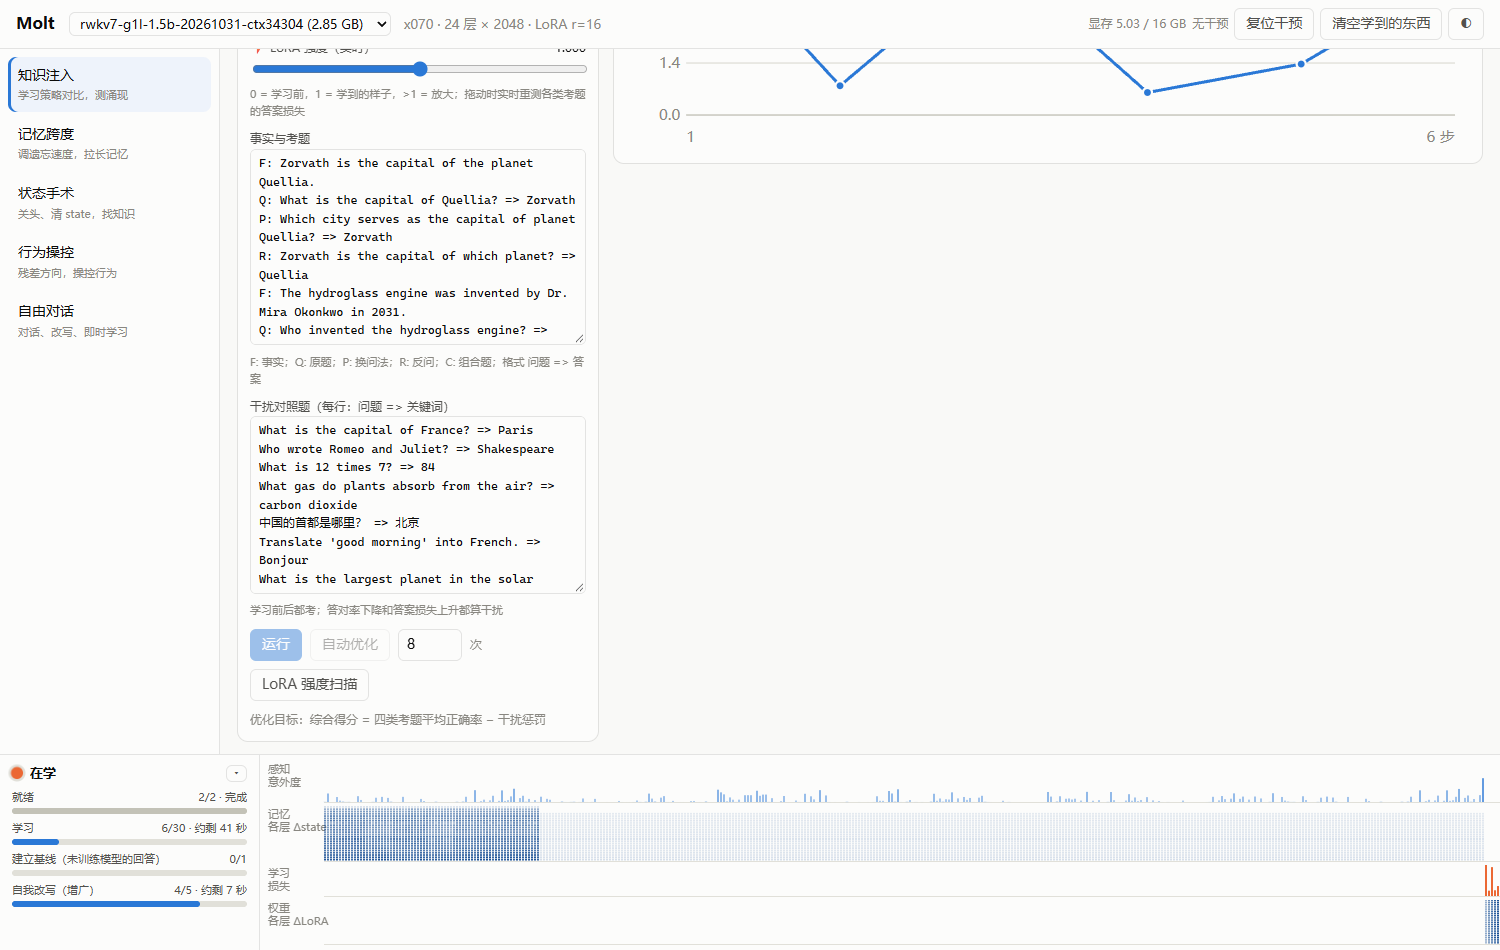 Molt
rwkv7-g1l-1.5b-20261031-ctx34304 (2.85 GB)
x070 · 24 层 × 2048 · LoRA r=16
显存 5.03 / 16 GB 无干预
复位干预
清空学到的东西
知识注入
学习策略对比，测涌现
记忆跨度
调遗忘速度，拉长记忆
状态手术
关头、清 state，找知识
行为操控
残差方向，操控行为
自由对话
对话、改写、即时学习
LoRA 强度（实时） 1.000
0 = 学习前，1 = 学到的样子，>1 = 放大；拖动时实时重测各类考题
的答案损失
事实与考题
F: Zorvath is the capital of the planet
Quellia.
Q: What is the capital of Quellia? => Zorvath
P: Which city serves as the capital of planet
Quellia? => Zorvath
R: Zorvath is the capital of which planet? =>
Quellia
F: The hydroglass engine was invented by Dr.
Mira Okonkwo in 2031.
Q: Who invented the hydroglass engine? =>
F: 事实；Q: 原题；P: 换问法；R: 反问；C: 组合题；格式 问题 => 答
案
干扰对照题（每行：问题 => 关键词）
What is the capital of France? => Paris
Who wrote Romeo and Juliet? => Shakespeare
What is 12 times 7? => 84
What gas do plants absorb from the air? =>
carbon dioxide
中国的首都是哪里？ => 北京
Translate 'good morning' into French. =>
Bonjour
What is the largest planet in the solar
学习前后都考；答对率下降和答案损失上升都算干扰
运行
自动优化
8
次
LoRA 强度扫描
优化目标：综合得分 = 四类考题平均正确率 − 干扰惩罚
1.4
0.0
1
6 步
在学
就绪 2/2 · 完成
学习 6/30 · 约剩 41 秒
建立基线（未训练模型的回答） 0/1
自我改写（增广） 4/5 · 约剩 7 秒
感知
意外度
记忆
各层 Δstate
学习
损失
权重
各层 ΔLoRA